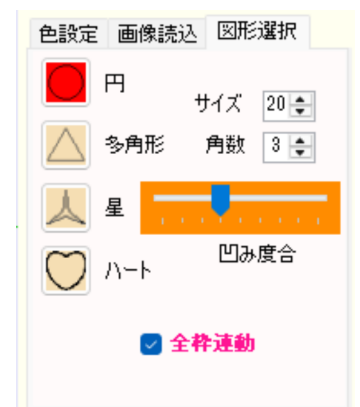 色設定 画像読込 図形選択
円
サイズ 20
多角形 角数 3
星
凹み度合
ハート
全枠連動